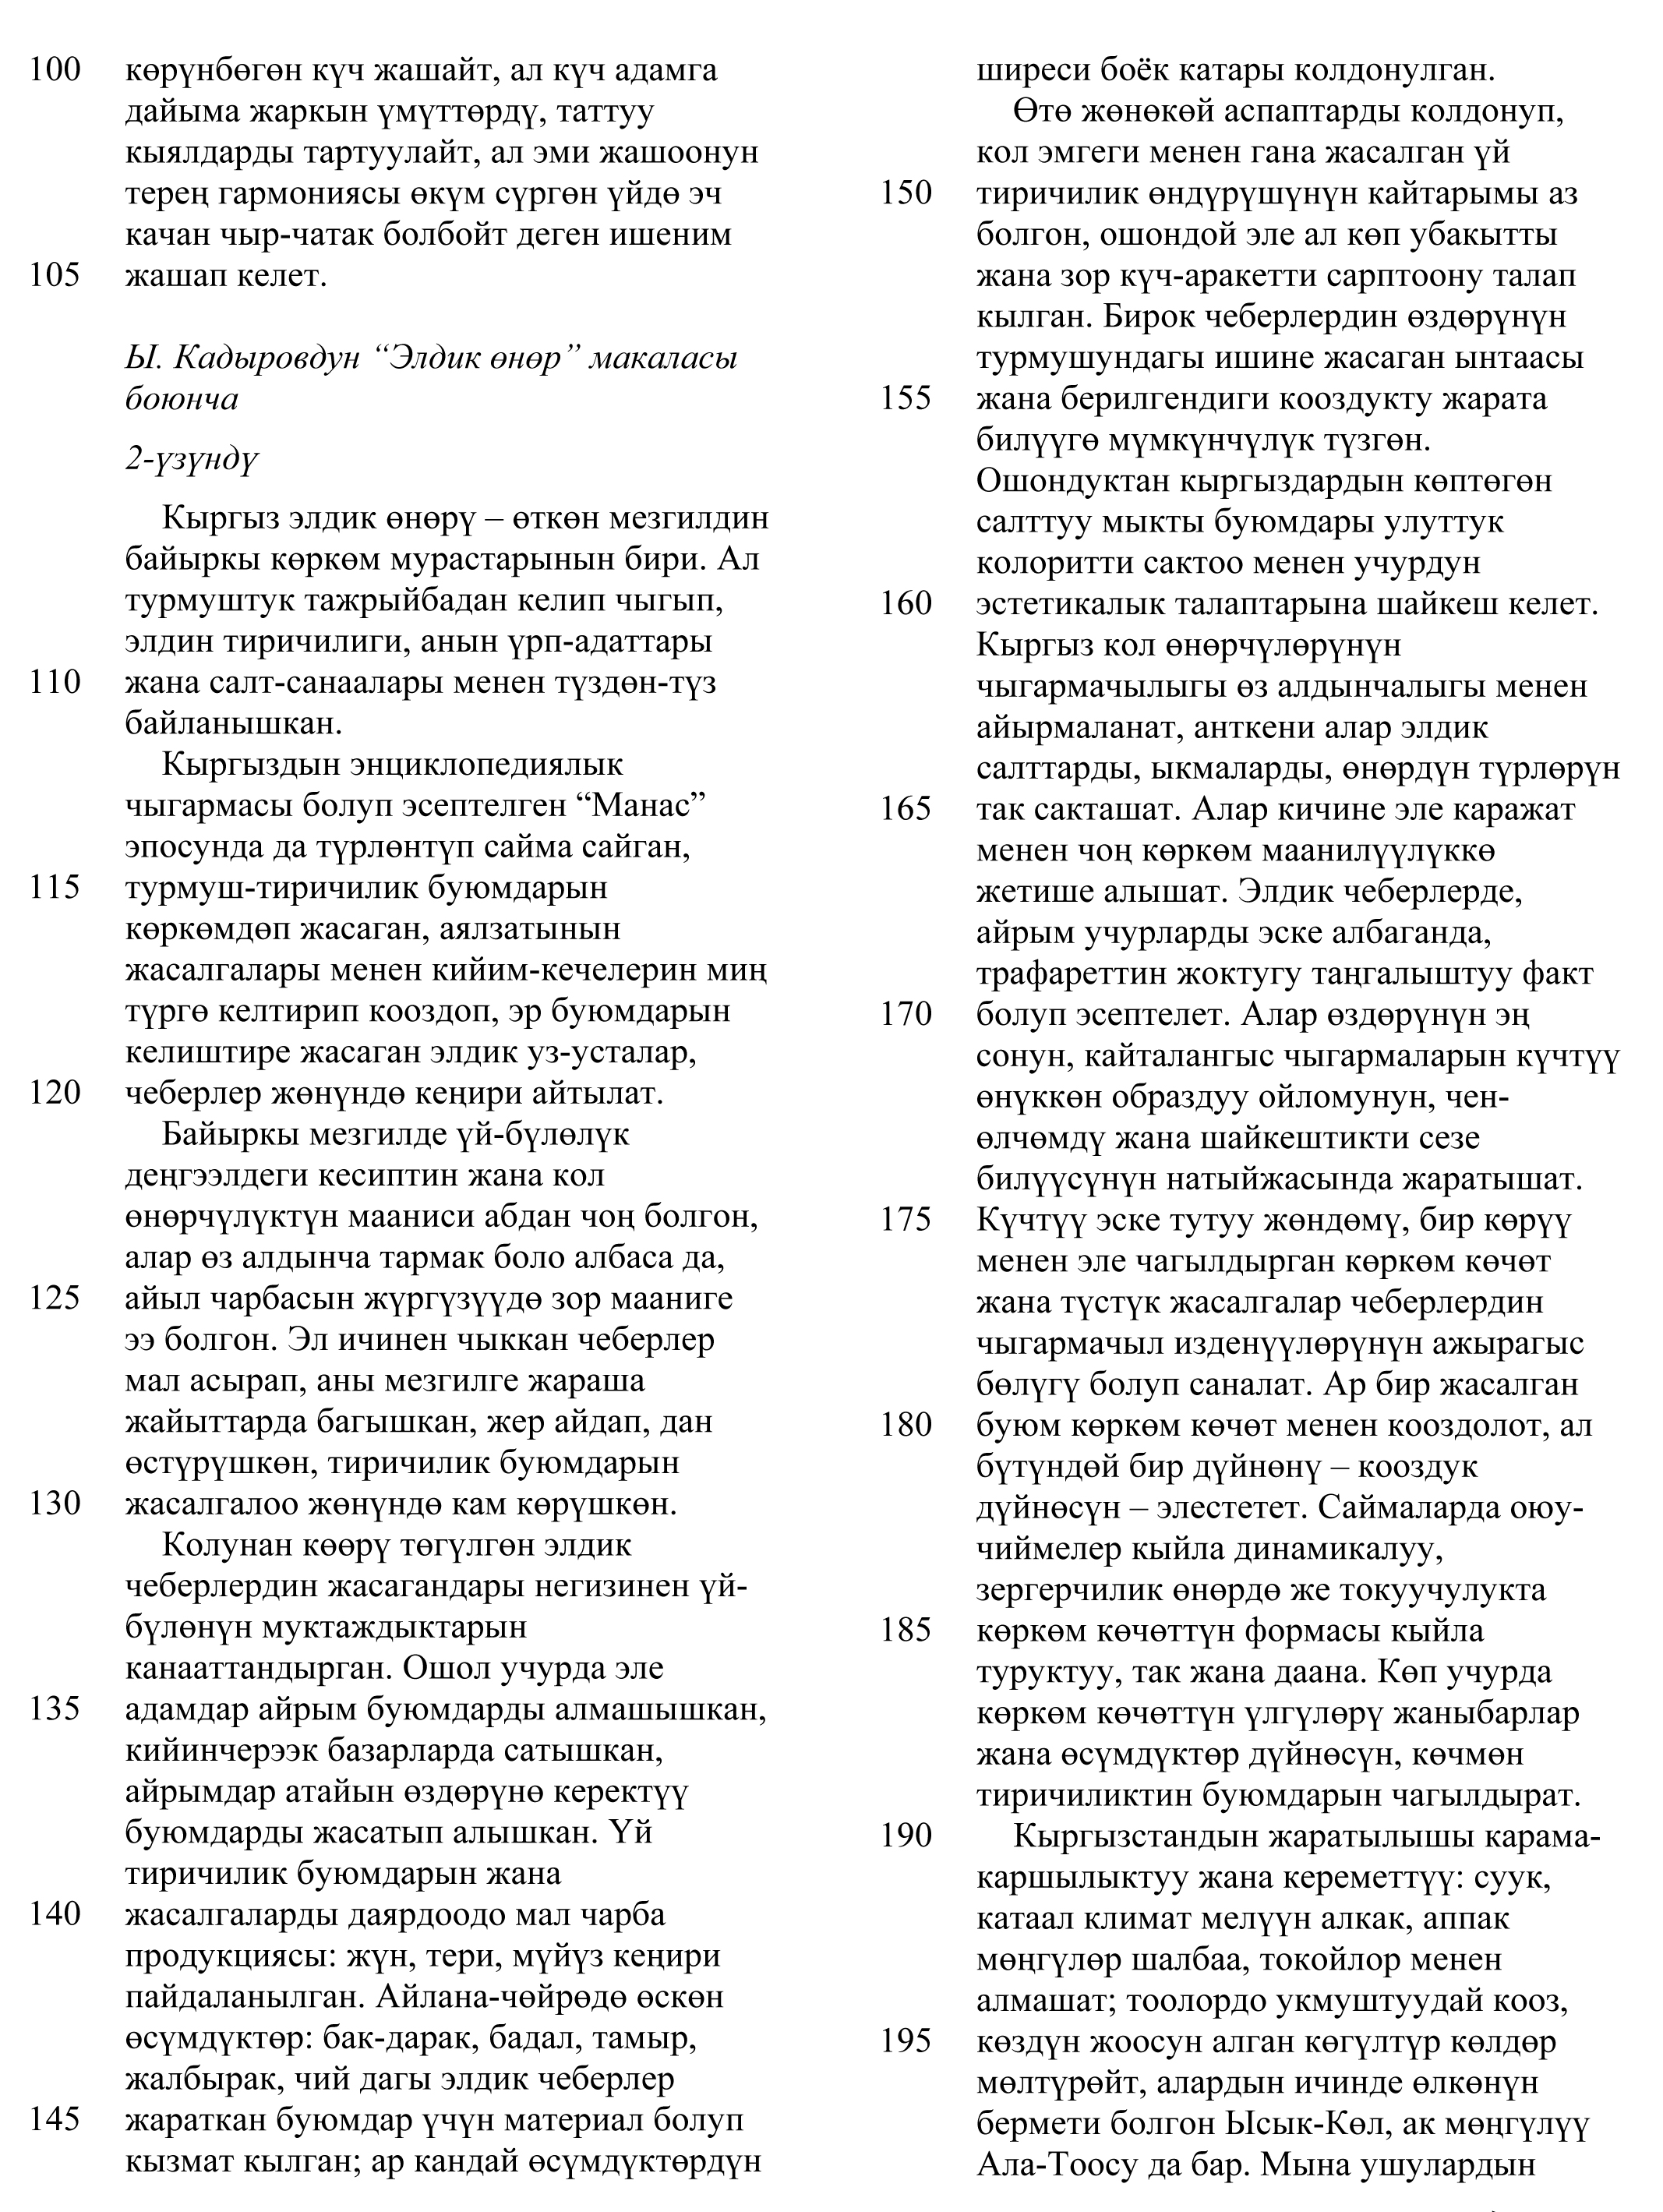 100 көрүнбөгөн күч жашайт, ал күч адамга
дайыма жаркын үмүттөрдү, таттуу
кыялдарды тартуулайт, ал эми жашоонун
терең гармониясы өкүм сүргөн үйдө эч
качан чыр-чатак болбойт деген ишеним
105 жашап келет.
Ы. Кадыровдун “Элдик өнөр” макаласы
боюнча
2-үзүндү
Кыргыз элдик өнөрү – өткөн мезгилдин
байыркы көркөм мурастарынын бири. Ал
турмуштук тажрыйбадан келип чыгып,
элдин тиричилиги, анын үрп-адаттары
110 жана салт-санаалары менен түздөн-түз
байланышкан.
Кыргыздын энциклопедиялык
чыгармасы болуп эсептелген “Манас”
эпосунда да түрлөнтүп сайма сайган,
115 турмуш-тиричилик буюмдарын
көркөмдөп жасаган, аялзатынын
жасалгалары менен кийим-кечелерин миң
түргө келтирип кооздоп, эр буюмдарын
келиштире жасаган элдик уз-усталар,
120 чеберлер жөнүндө кеңири айтылат.
Байыркы мезгилде үй-бүлөлүк
деңгээлдеги кесиптин жана кол
өнөрчүлүктүн мааниси абдан чоң болгон,
алар өз алдынча тармак боло албаса да,
125 айыл чарбасын жүргүзүүдө зор мааниге
ээ болгон. Эл ичинен чыккан чеберлер
мал асырап, аны мезгилге жараша
жайыттарда багышкан, жер айдап, дан
өстүрүшкөн, тиричилик буюмдарын
130 жасалгалоо жөнүндө кам көрүшкөн.
Колунан көөрү төгүлгөн элдик
чеберлердин жасагандары негизинен үй-
бүлөнүн муктаждыктарын
канааттандырган. Ошол учурда эле
135 адамдар айрым буюмдарды алмашышкан,
кийинчерээк базарларда сатышкан,
айрымдар атайын өздөрүнө керектүү
буюмдарды жасатып алышкан. Үй
тиричилик буюмдарын жана
140 жасалгаларды даярдоодо мал чарба
продукциясы: жүн, тери, мүйүз кеңири
пайдаланылган. Айлана-чөйрөдө өскөн
өсүмдүктөр: бак-дарак, бадал, тамыр,
жалбырак, чий дагы элдик чеберлер
145 жараткан буюмдар үчүн материал болуп
кызмат кылган; ар кандай өсүмдүктөрдүн
ширеси боёк катары колдонулган.
Өтө жөнөкөй аспаптарды колдонуп,
кол эмгеги менен гана жасалган үй
150 тиричилик өндүрүшүнүн кайтарымы аз
болгон, ошондой эле ал көп убакытты
жана зор күч-аракетти сарптоону талап
кылган. Бирок чеберлердин өздөрүнүн
турмушундагы ишине жасаган ынтаасы
155 жана берилгендиги кооздукту жарата
билүүгө мүмкүнчүлүк түзгөн.
Ошондуктан кыргыздардын көптөгөн
салттуу мыкты буюмдары улуттук
колоритти сактоо менен учурдун
160 эстетикалык талаптарына шайкеш келет.
Кыргыз кол өнөрчүлөрүнүн
чыгармачылыгы өз алдынчалыгы менен
айырмаланат, анткени алар элдик
салттарды, ыкмаларды, өнөрдүн түрлөрүн
165 так сакташат. Алар кичине эле каражат
менен чоң көркөм маанилүүлүккө
жетише алышат. Элдик чеберлерде,
айрым учурларды эске албаганда,
трафареттин жоктугу таңгалыштуу факт
170 болуп эсептелет. Алар өздөрүнүн эң
сонун, кайталангыс чыгармаларын күчтүү
өнүккөн образдуу ойломунун, чен-
өлчөмдү жана шайкештикти сезе
билүүсүнүн натыйжасында жаратышат.
175 Күчтүү эске тутуу жөндөмү, бир көрүү
менен эле чагылдырган көркөм көчөт
жана түстүк жасалгалар чеберлердин
чыгармачыл изденүүлөрүнүн ажырагыс
бөлүгү болуп саналат. Ар бир жасалган
180 буюм көркөм көчөт менен кооздолот, ал
бүтүндөй бир дүйнөнү – кооздук
дүйнөсүн – элестетет. Саймаларда оюу-
чиймелер кыйла динамикалуу,
зергерчилик өнөрдө же токуучулукта
185 көркөм көчөттүн формасы кыйла
туруктуу, так жана даана. Көп учурда
көркөм көчөттүн үлгүлөрү жаныбарлар
жана өсүмдүктөр дүйнөсүн, көчмөн
тиричиликтин буюмдарын чагылдырат.
190 Кыргызстандын жаратылышы карама-
каршылыктуу жана кереметтүү: суук,
катаал климат мелүүн алкак, аппак
мөңгүлөр шалбаа, токойлор менен
алмашат; тоолордо укмуштуудай кооз,
195 көздүн жоосун алган көгүлтүр көлдөр
мөлтүрөйт, алардын ичинде өлкөнүн
бермети болгон Ысык-Көл, ак мөңгүлүү
Ала-Тоосу да бар. Мына ушулардын